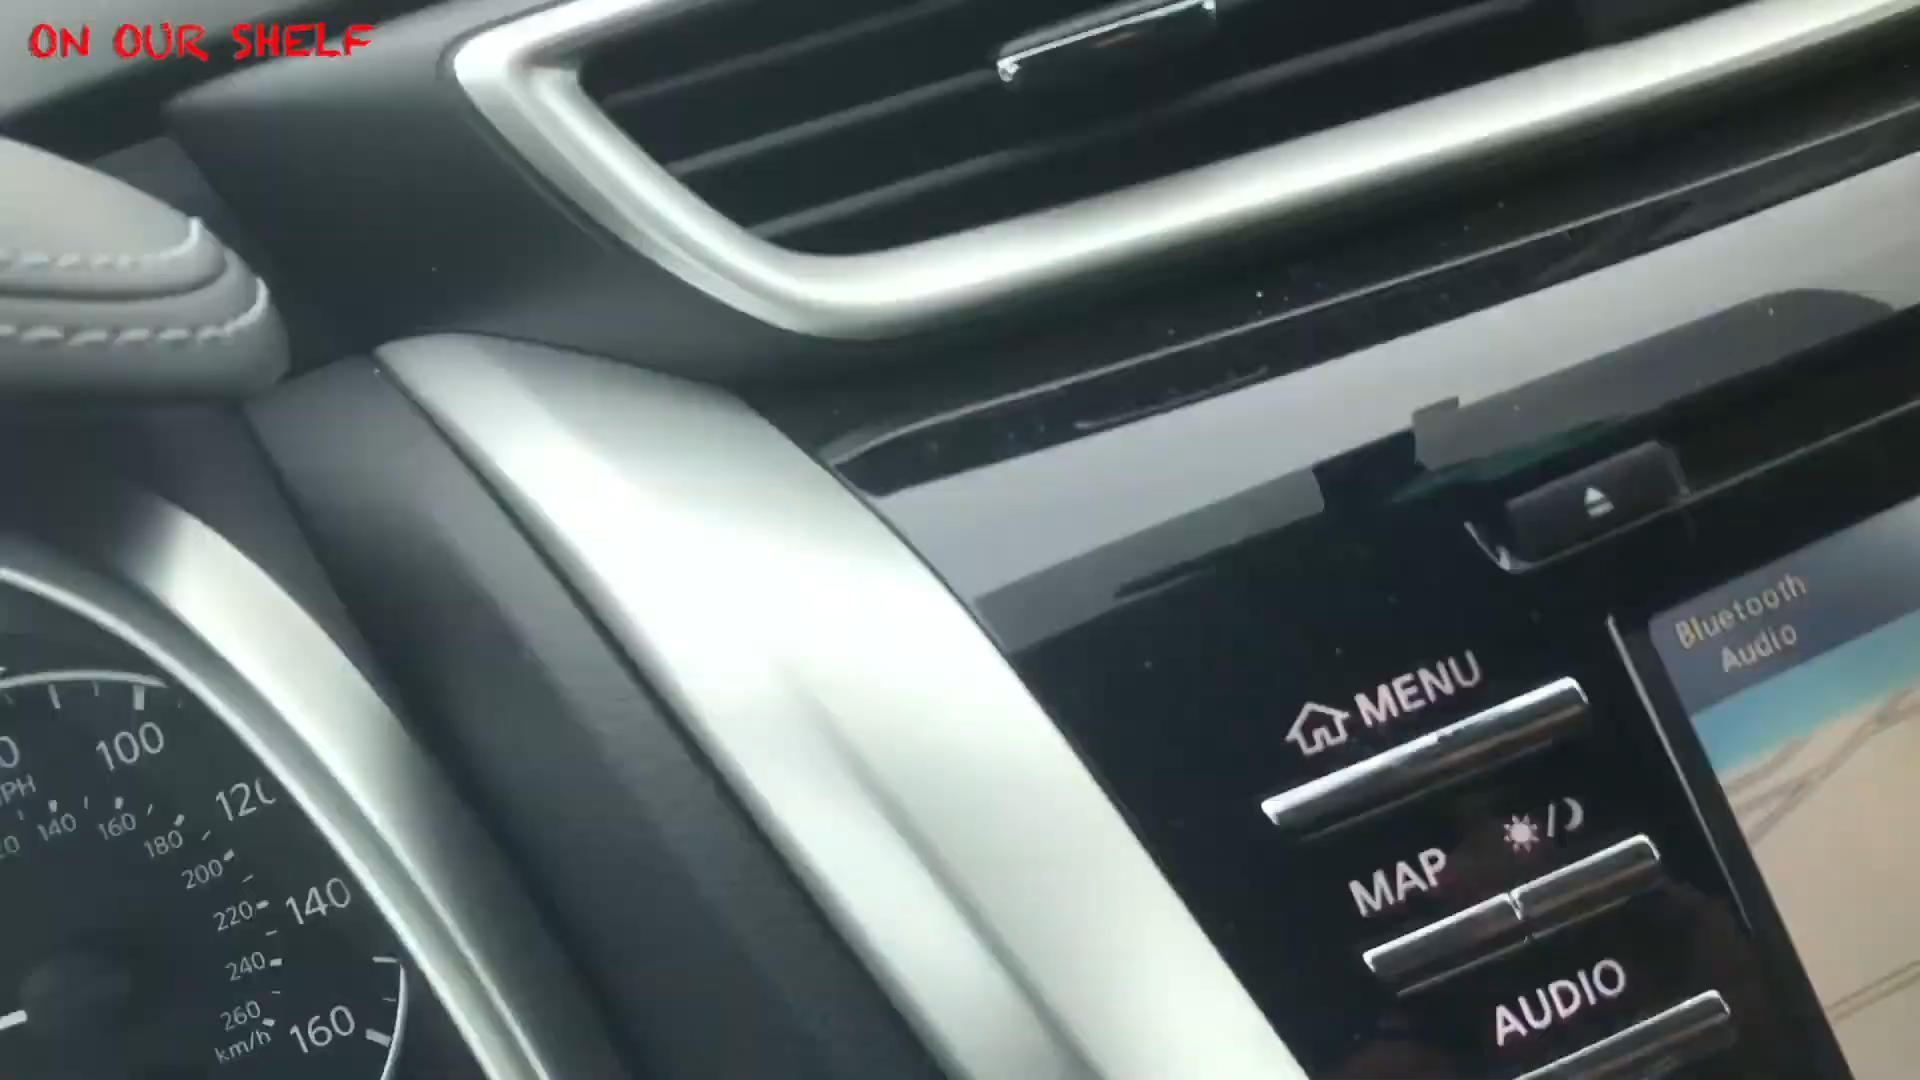 ON OUR SHELF
Bluetooth
Audio
MENU
MAP
AUDIO
100
120
140
160
MPH
140
160
180
200
220
240
260
km/h